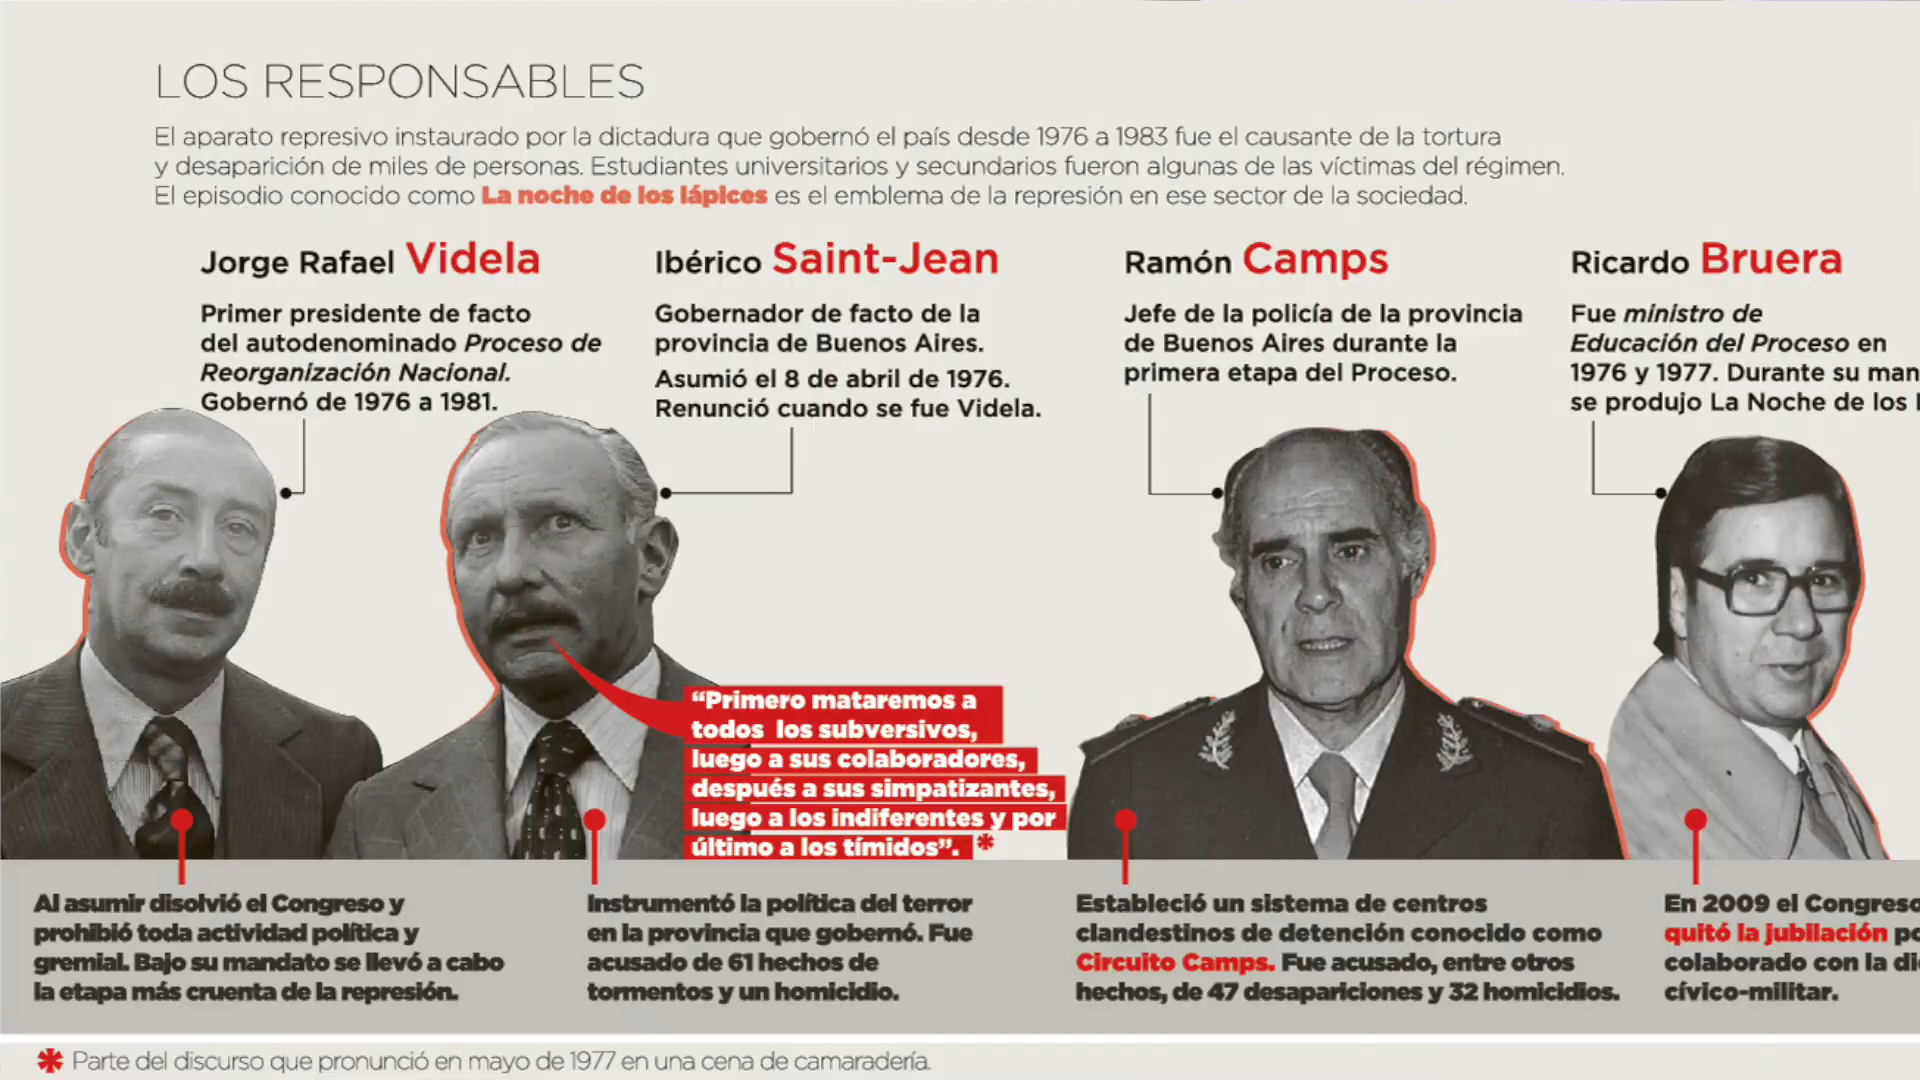 LOS RESPONSABLES
El aparato represivo instaurado por la dictadura que gobernó el país desde 1976 a 1983 fue el causante de la tortura
y desaparición de miles de personas. Estudiantes universitarios y secundarios fueron algunas de las víctimas del régimen.
El episodio conocido como La noche de los lápices es el emblema de la represión en ese sector de la sociedad.
Jorge Rafael Videla
Primer presidente de facto
del autodenominado Proceso de
Reorganización Nacional.
Gobernó de 1976 a 1981.
Ibérico Saint-Jean
Gobernador de facto de la
provincia de Buenos Aires.
Asumió el 8 de abril de 1976.
Renunció cuando se fue Videla.
Ramón Camps
Jefe de la policía de la provincia
de Buenos Aires durante la
primera etapa del Proceso.
Ricardo Bruera
Fue ministro de
Educación del Proceso en
1976 y 1977. Durante su man
se produjo La Noche de los
“Primero mataremos a
todos los subversivos,
luego a sus colaboradores,
después a sus simpatizantes,
luego a los indiferentes y por
último a los tímidos”. *
Al asumir disolvió el Congreso y
prohibió toda actividad política y
gremial. Bajo su mandato se llevó a cabo
la etapa más cruenta de la represión.
Instrumentó la política del terror
en la provincia que gobernó. Fue
acusado de 61 hechos de
tormentos y un homicidio.
Estableció un sistema de centros
clandestinos de detención conocido como
Circuito Camps. Fue acusado, entre otros
hechos, de 47 desapariciones y 32 homicidios.
En 2009 el Congreso
quitó la jubilación po
colaborado con la di
cívico-militar.
* Parte del discurso que pronunció en mayo de 1977 en una cena de camaradería.